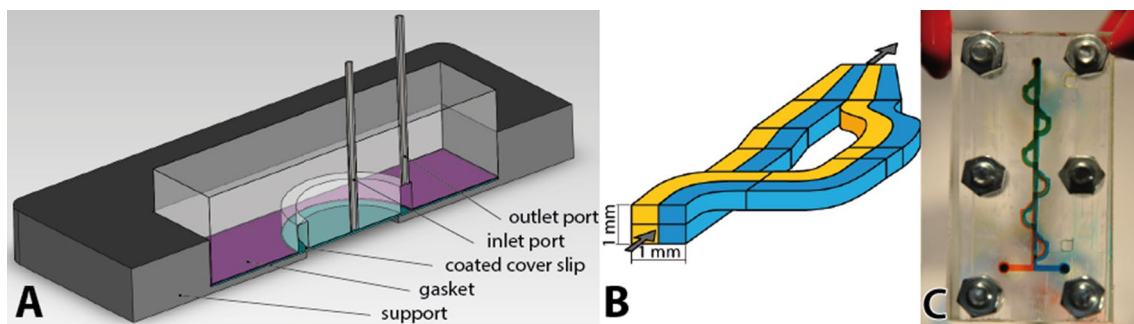 outlet port
inlet port
coated cover slip
gasket
support
A
1 mm
1 mm
B
C